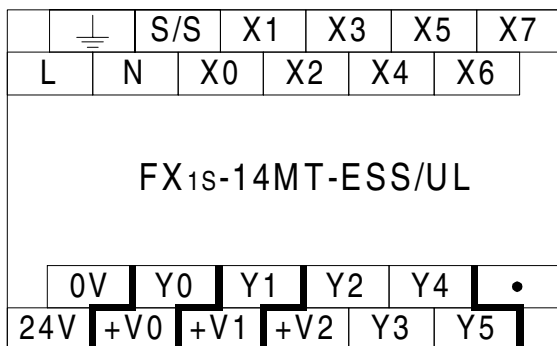 S/S X1 X3 X5 X7
L N X0 X2 X4 X6
FX1S-14MT-ESS/UL
0V Y0 Y1 Y2 Y4 •
24V +V0 +V1 +V2 Y3 Y5